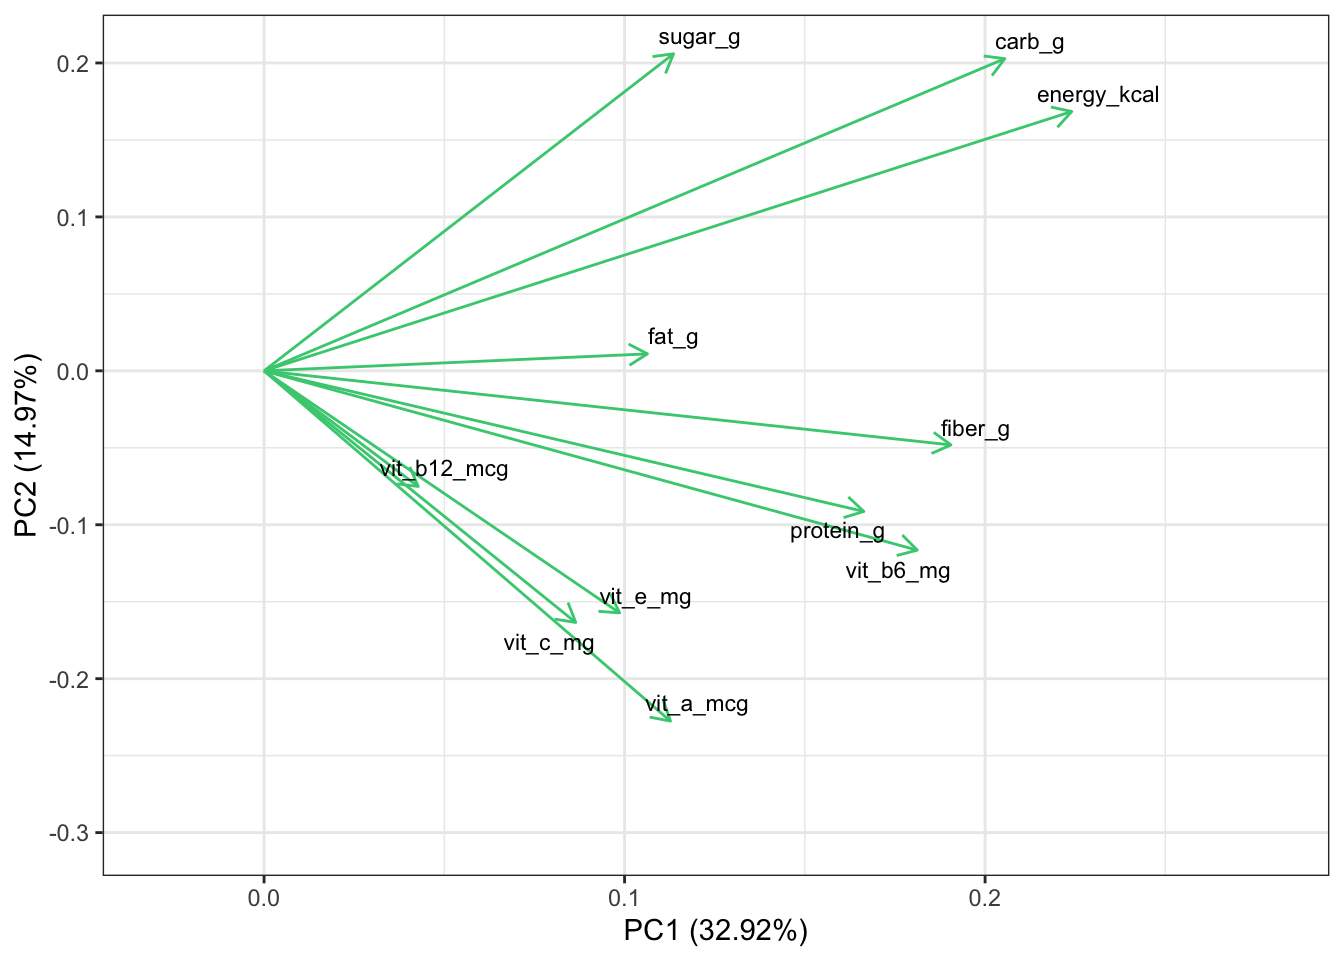 sugar_g
carb_g
energy_kcal
fat_g
fiber_g
vit_b12_mcg
protein_g
vit_b6_mg
vit_e_mg
vit_c_mg
vit_a_mcg
0.2
0.1
0.0
-0.1
-0.2
-0.3
PC2 (14.97%)
0.0
0.1
0.2
PC1 (32.92%)